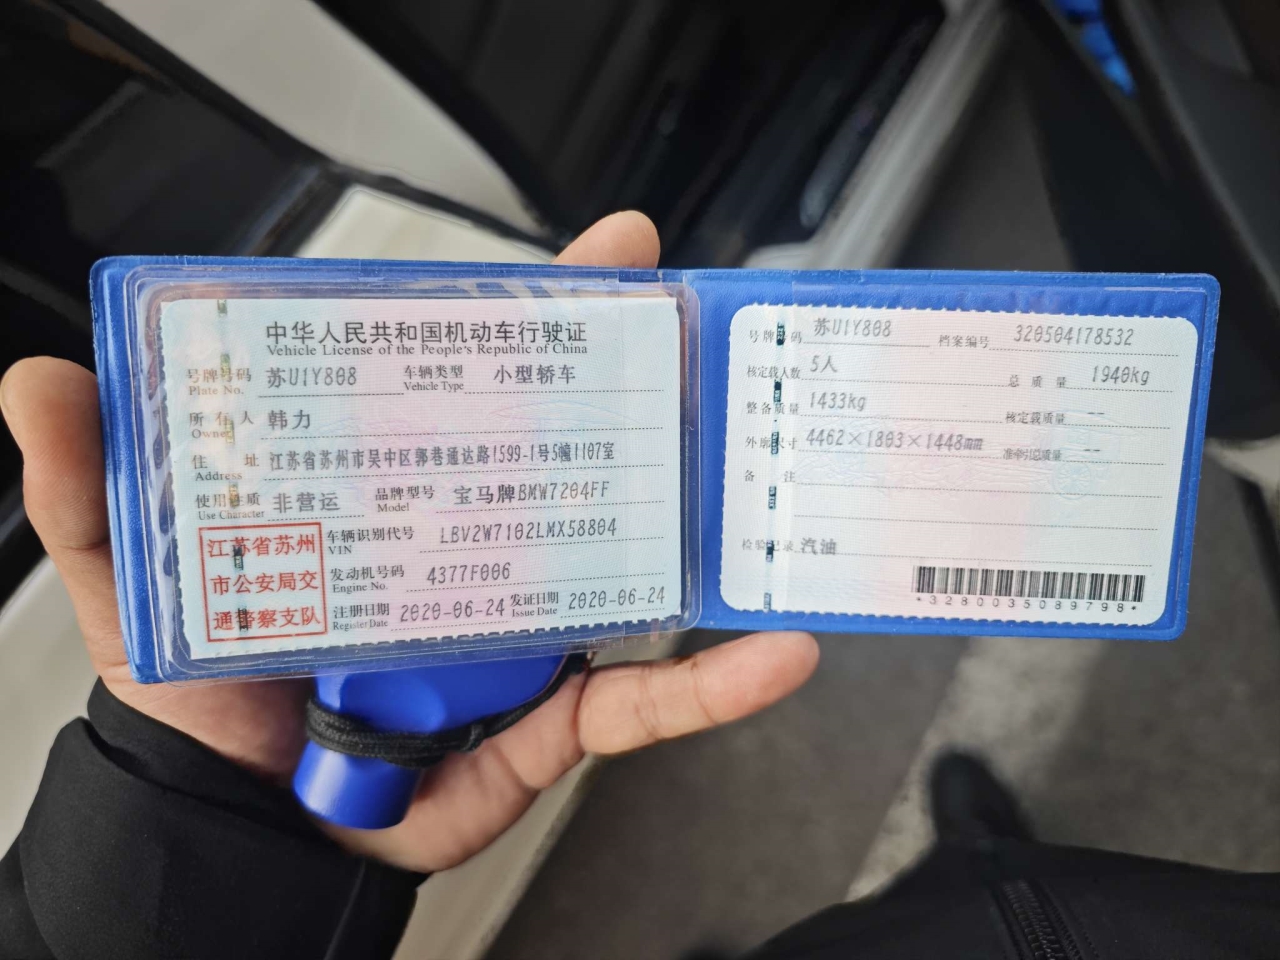 中华人民共和国机动车行驶证
Vehicle License of the People's Republic of China
号牌号码 苏U1Y808 车辆类型 小型轿车
Plate No. Vehicle Type
所有人 韩力
Owner
住址 江苏省苏州市吴中区郭巷通达路1599-1号5幢1107室
Address
使用性质 非营运 品牌型号 宝马牌BMW7204FF
Use Character Model
江苏省苏州
市公安局交
通警察支队
车辆识别代号 LBV2W7102LMX58804
VIN
发动机号码 4377F006
Engine No.
注册日期 2020-06-24 发证日期 2020-06-24
Register Date Issue Date
号牌号码 苏U1Y808 档案编号 320504178532
核定载人数 5人 总质量 1940kg
整备质量 1433kg 核定载质量 --
外廓尺寸 4462×1803×1448mm 准牵引总质量 --
备注
检验记录 汽油
*3280035089798*